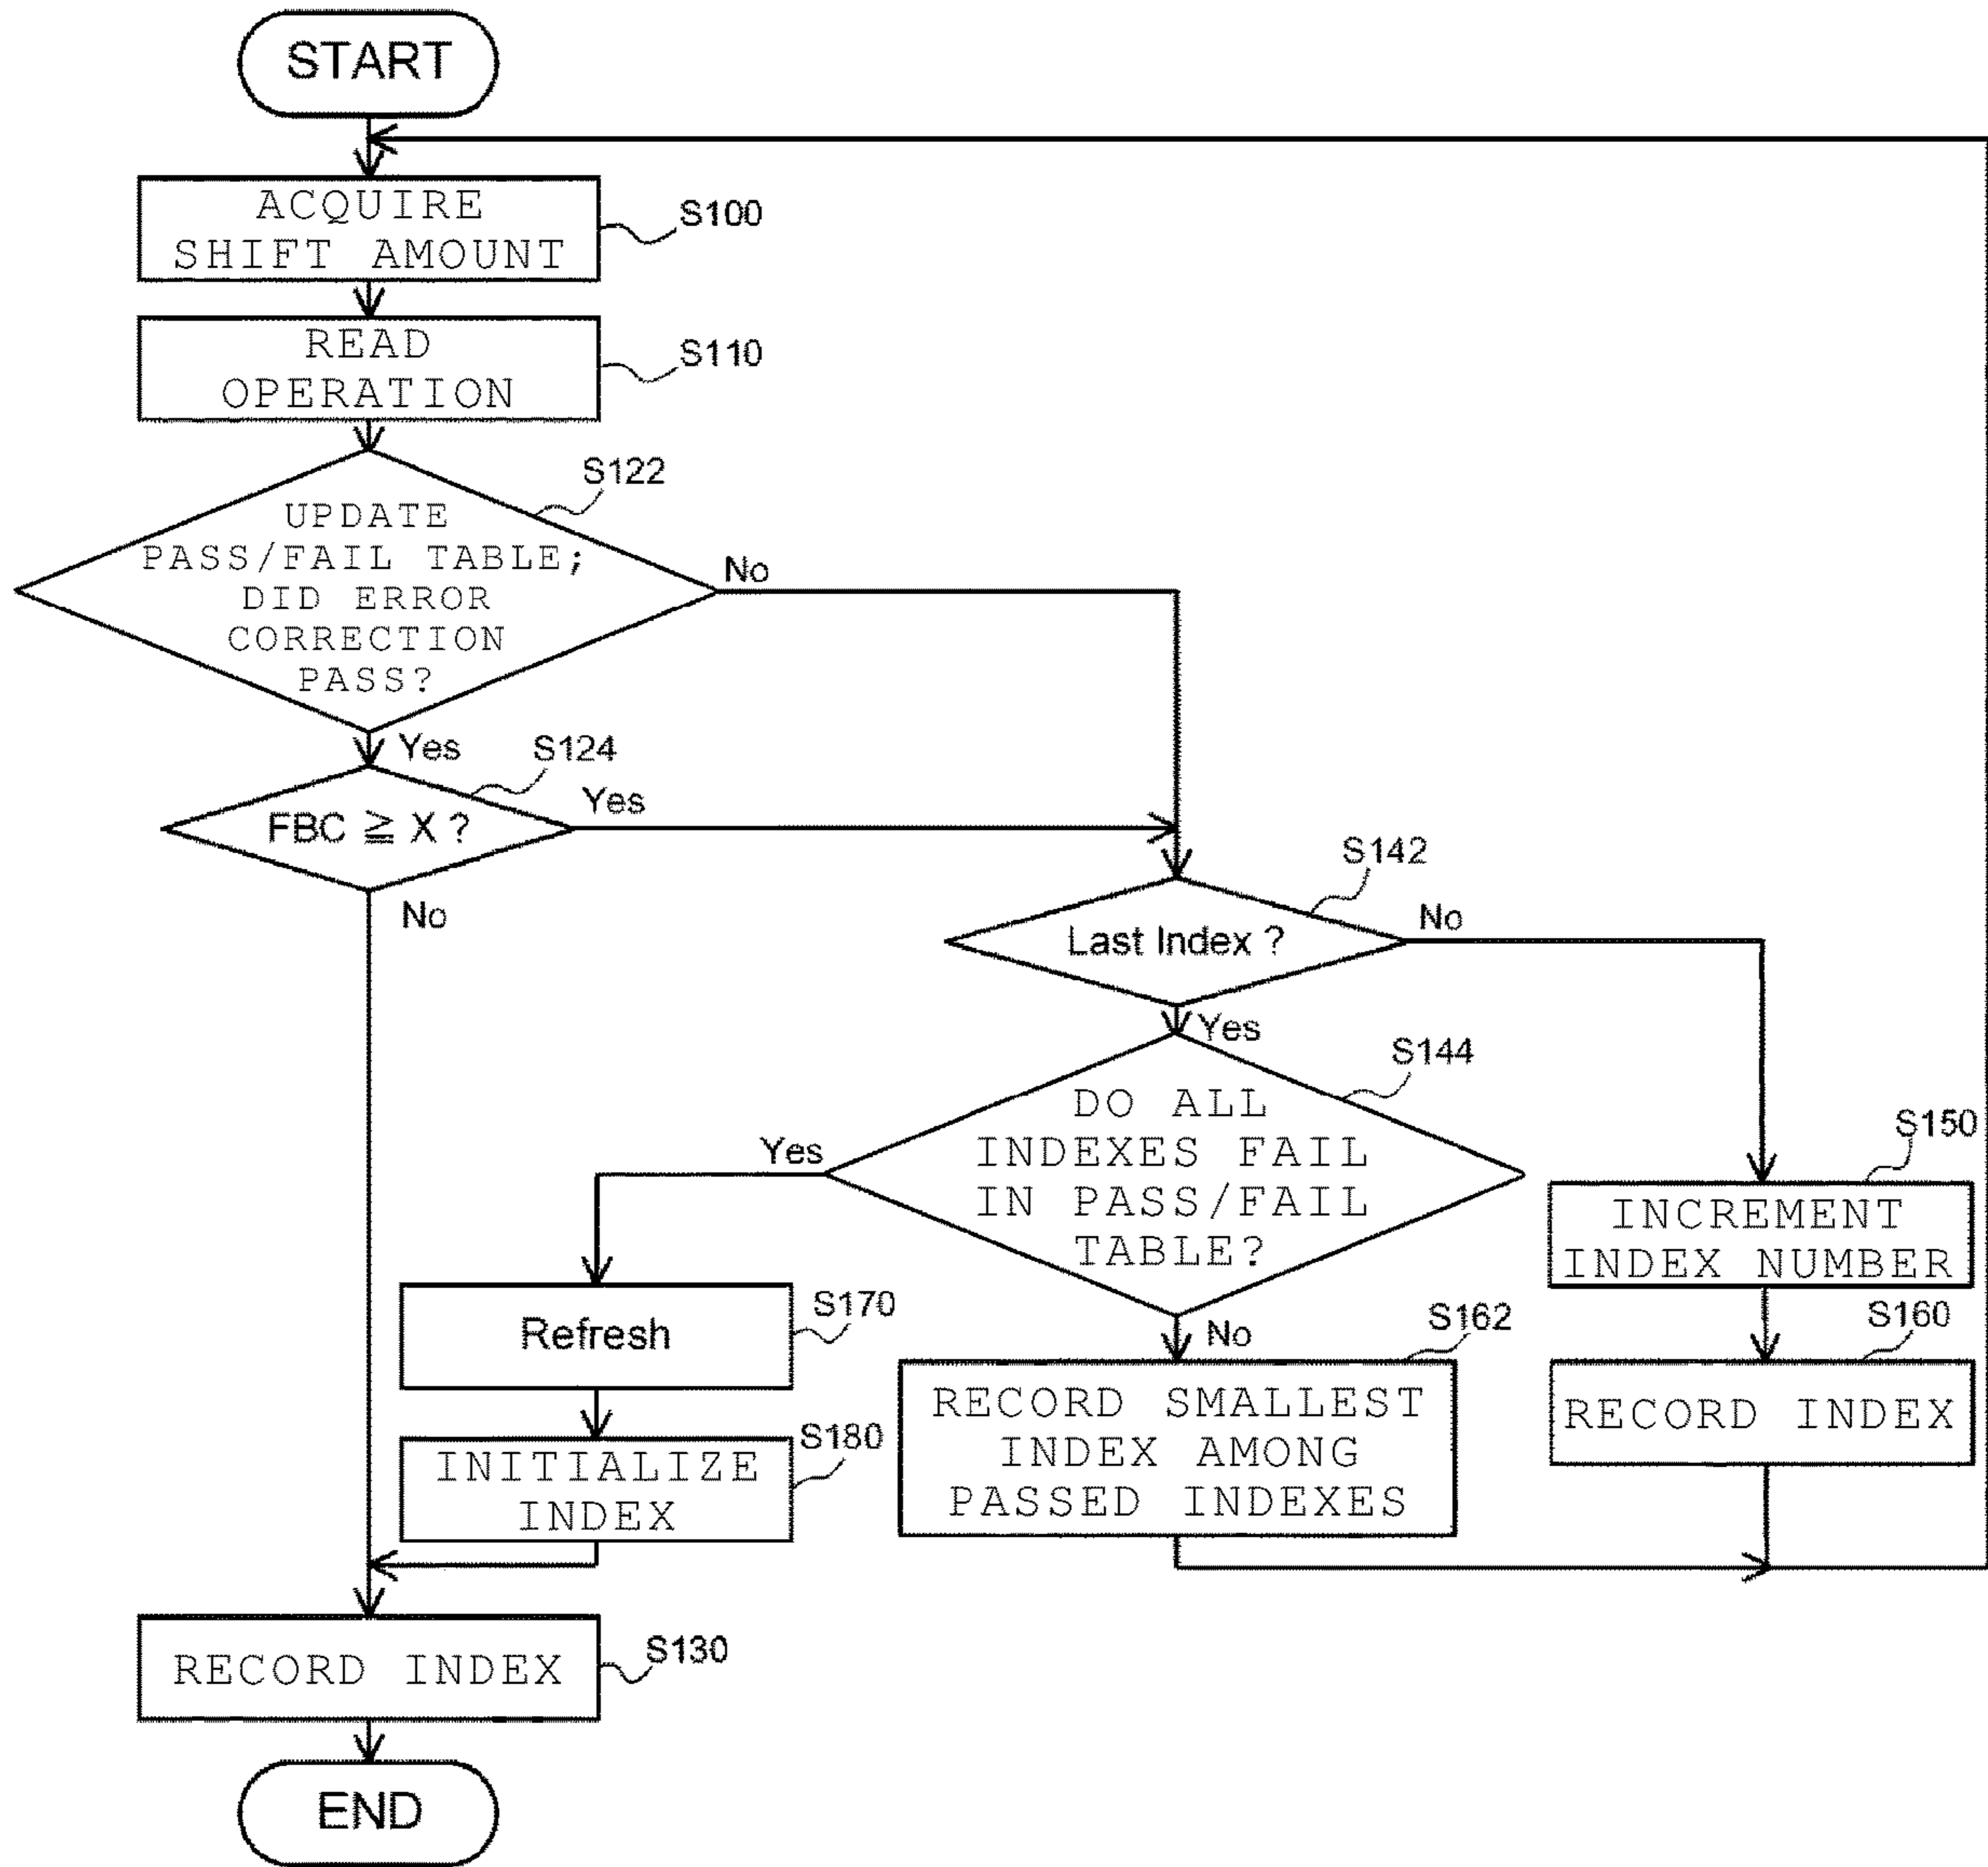 START
ACQUIRE
SHIFT AMOUNT
S100
READ
OPERATION
S110
S122
UPDATE
PASS/FAIL TABLE;
DID ERROR
CORRECTION
PASS?
No
Yes
S124
FBC ≧ X ?
Yes
No
S142
Last Index ?
No
Yes
S144
DO ALL
INDEXES FAIL
IN PASS/FAIL
TABLE?
Yes
No
S150
INCREMENT
INDEX NUMBER
S170
Refresh
S162
RECORD SMALLEST
INDEX AMONG
PASSED INDEXES
S160
RECORD INDEX
S180
INITIALIZE
INDEX
S130
RECORD INDEX
END